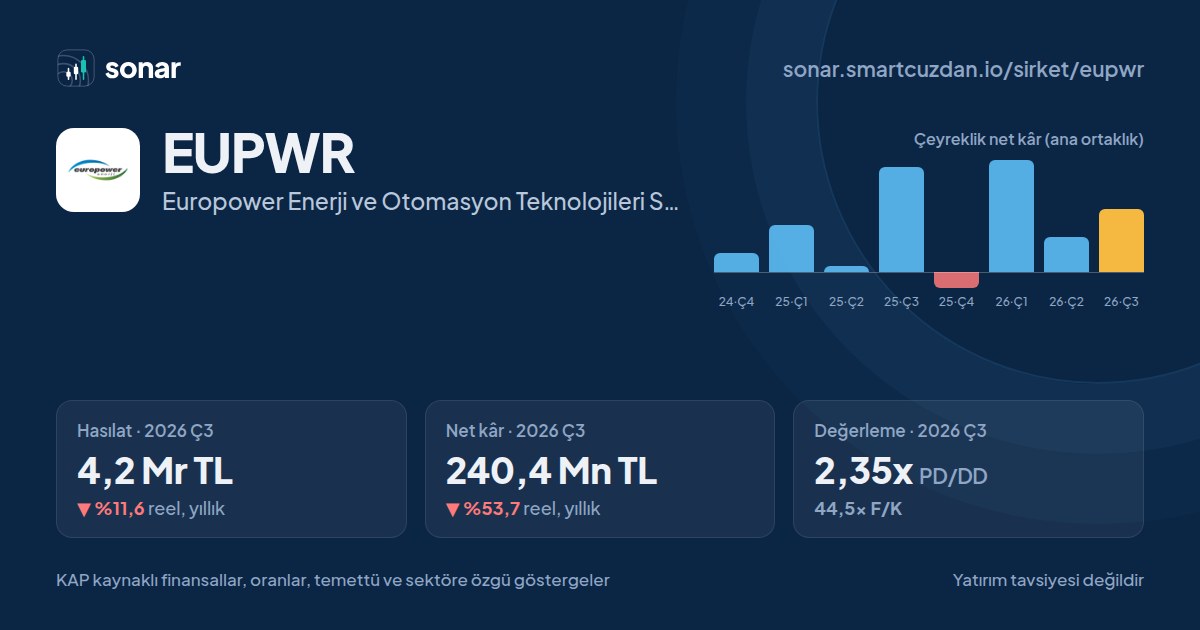 sonar
sonar.smartcuzdan.io/sirket/eupwr
europower
EUPWR
Europower Enerji ve Otomasyon Teknolojileri S...
Çeyreklik net kâr (ana ortaklık)
24·Ç4 25·Ç1 25·Ç2 25·Ç3 25·Ç4 26·Ç1 26·Ç2 26·Ç3
Hasılat · 2026 Ç3
4,2 Mr TL
▼ %11,6 reel, yıllık
Net kâr · 2026 Ç3
240,4 Mn TL
▼ %53,7 reel, yıllık
Değerleme · 2026 Ç3
2,35x PD/DD
44,5x F/K
KAP kaynaklı finansallar, oranlar, temettü ve sektöre özgü göstergeler
Yatırım tavsiyesi değildir